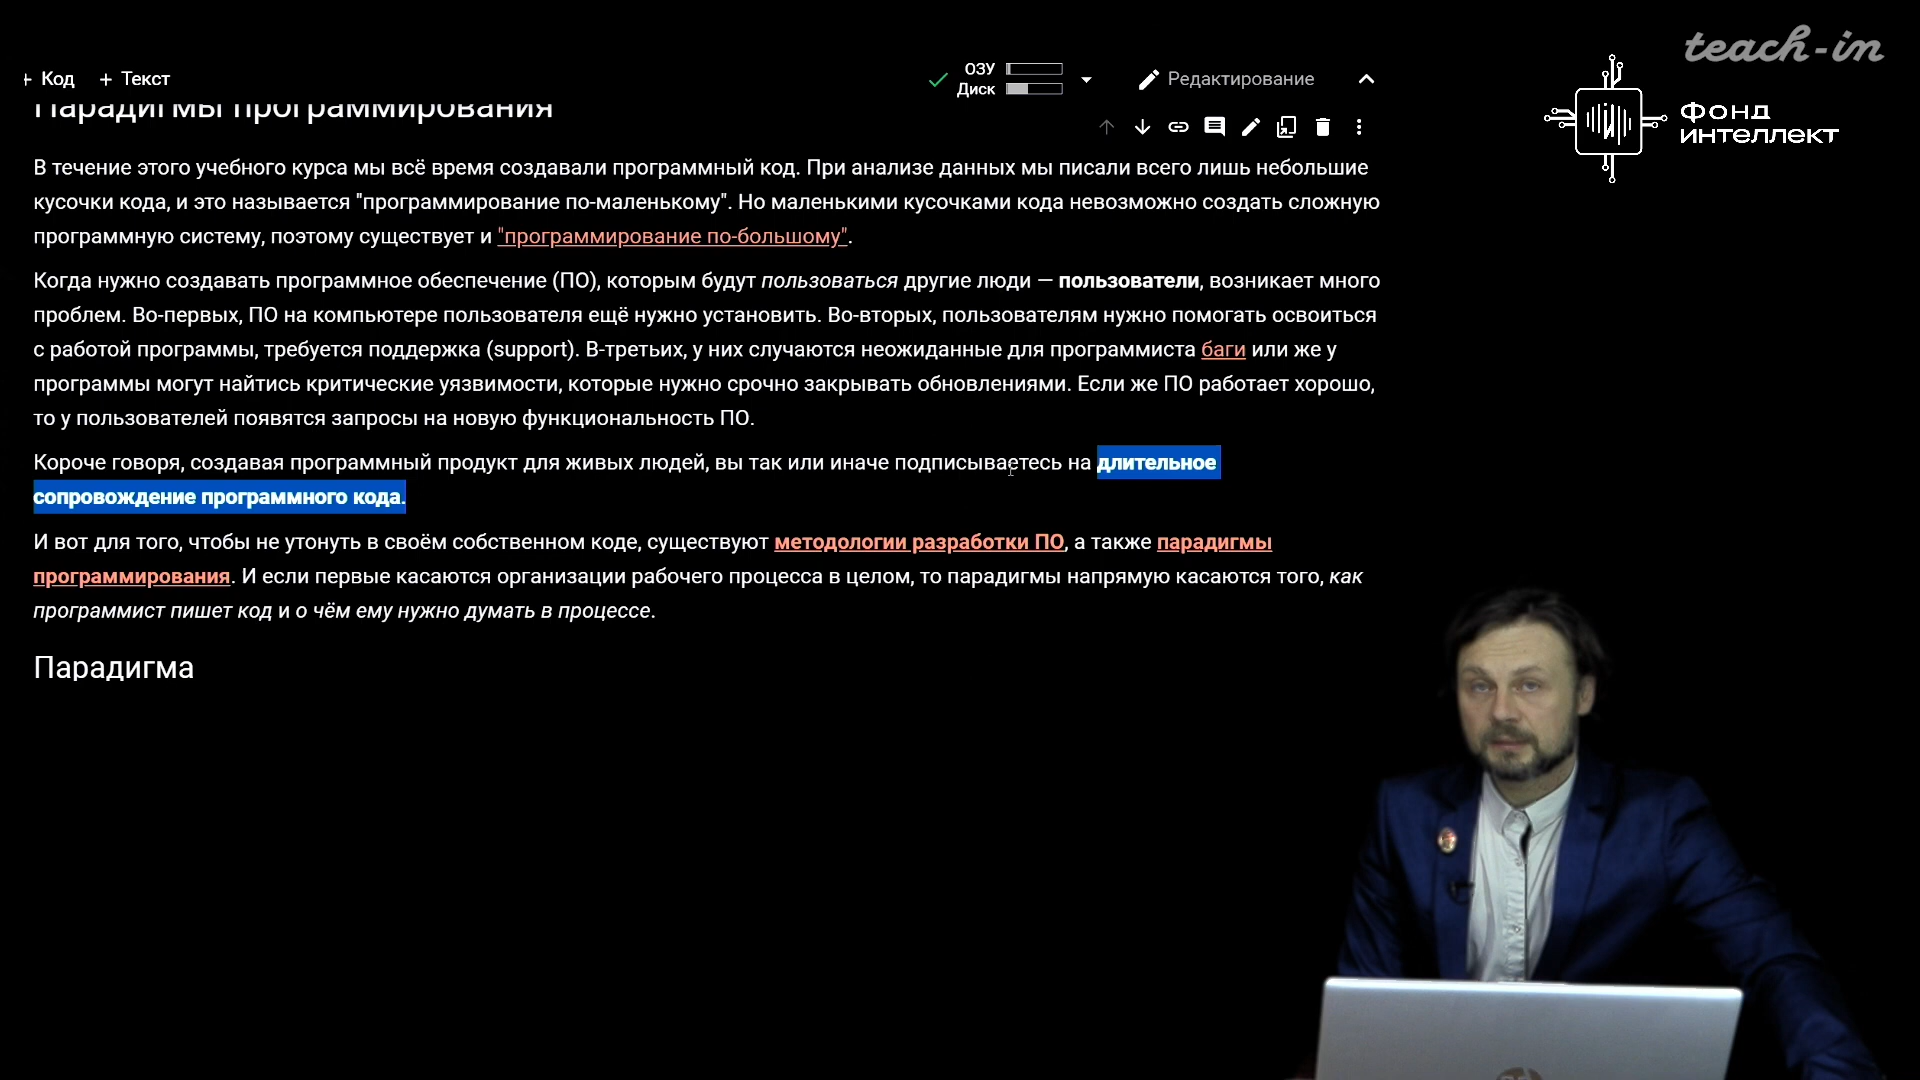 teach-in
Код
Текст
ОЗУ
Диск
Редактирование
Фонд
интеллект
Парадигмы программирования
В течение этого учебного курса мы всё время создавали программный код. При анализе данных мы писали всего лишь небольшие
кусочки кода, и это называется "программирование по-маленькому". Но маленькими кусочками кода невозможно создать сложную
программную систему, поэтому существует и "программирование по-большому".
Когда нужно создавать программное обеспечение (ПО), которым будут пользоваться другие люди — пользователи, возникает много
проблем. Во-первых, ПО на компьютере пользователя ещё нужно установить. Во-вторых, пользователям нужно помогать освоиться
с работой программы, требуется поддержка (support). В-третьих, у них случаются неожиданные для программиста баги или же у
программы могут найтись критические уязвимости, которые нужно срочно закрывать обновлениями. Если же ПО работает хорошо,
то у пользователей появятся запросы на новую функциональность ПО.
Короче говоря, создавая программный продукт для живых людей, вы так или иначе подписываетесь на длительное
сопровождение программного кода.
И вот для того, чтобы не утонуть в своём собственном коде, существуют методологии разработки ПО, а также парадигмы
программирования. И если первые касаются организации рабочего процесса в целом, то парадигмы напрямую касаются того, как
программист пишет код и о чём ему нужно думать в процессе.
Парадигма